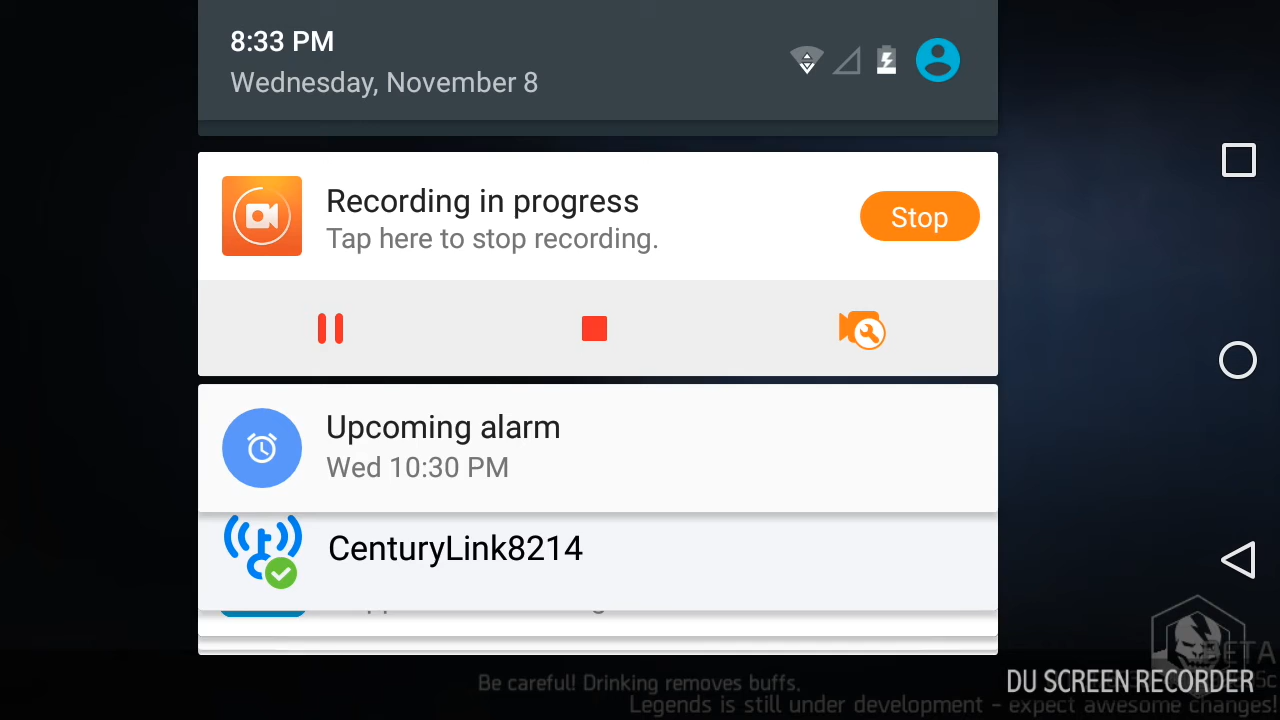 8:33 PM
Wednesday, November 8
Recording in progress
Tap here to stop recording.
Stop
Upcoming alarm
Wed 10:30 PM
CenturyLink8214
BETA
Be careful! Drinking removes buffs.
DU SCREEN RECORDER
Legends is still under development - expect awesome changes!